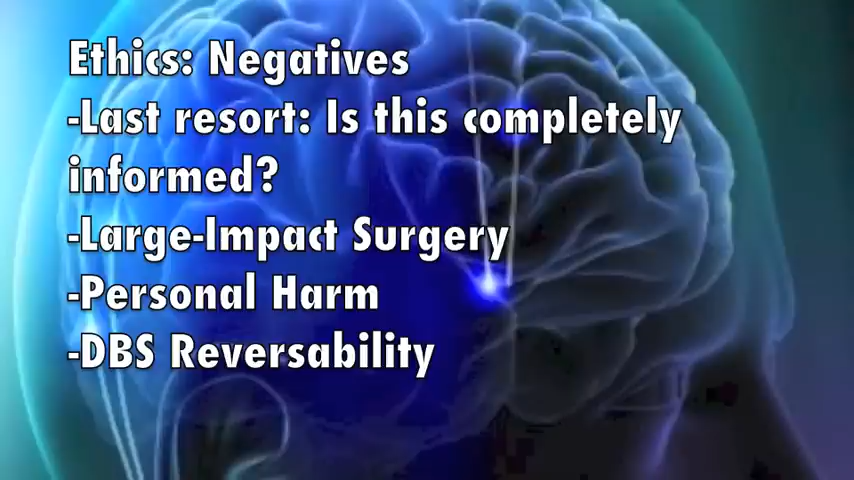 Ethics: Negatives
-Last resort: Is this completely
informed?
-Large-Impact Surgery
-Personal Harm
-DBS Reversability